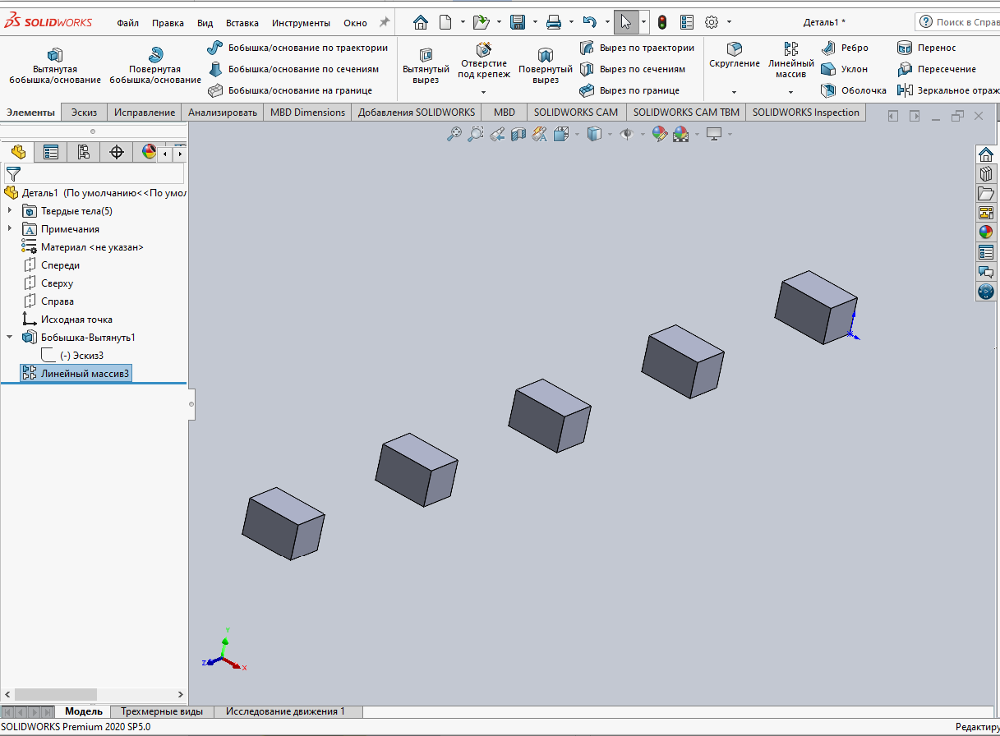 SOLIDWORKS
Файл Правка Вид Вставка Инструменты Окно
Деталь1 *
Поиск в Справ
Вытянутая
бобышка/основание
Повернутая
бобышка/основание
Бобышка/основание по траектории
Бобышка/основание по сечениям
Бобышка/основание на границе
Вытянутый
вырез
Отверстие
под крепеж
Повернутый
вырез
Вырез по траектории
Вырез по сечениям
Вырез по границе
Скругление
Линейный
массив
Ребро
Уклон
Оболочка
Перенос
Пересечение
Зеркальное отраж
Элементы Эскиз Исправление Анализировать MBD Dimensions Добавления SOLIDWORKS MBD SOLIDWORKS CAM SOLIDWORKS CAM TBM SOLIDWORKS Inspection
Деталь1 (По умолчанию<<По умол
Твердые тела(5)
Примечания
Материал <не указан>
Спереди
Сверху
Справа
Исходная точка
Бобышка-Вытянуть1
(-) Эскиз3
Линейный массив3
Y
Z
X
Модель Трехмерные виды Исследование движения 1
SOLIDWORKS Premium 2020 SP5.0
Редактиру